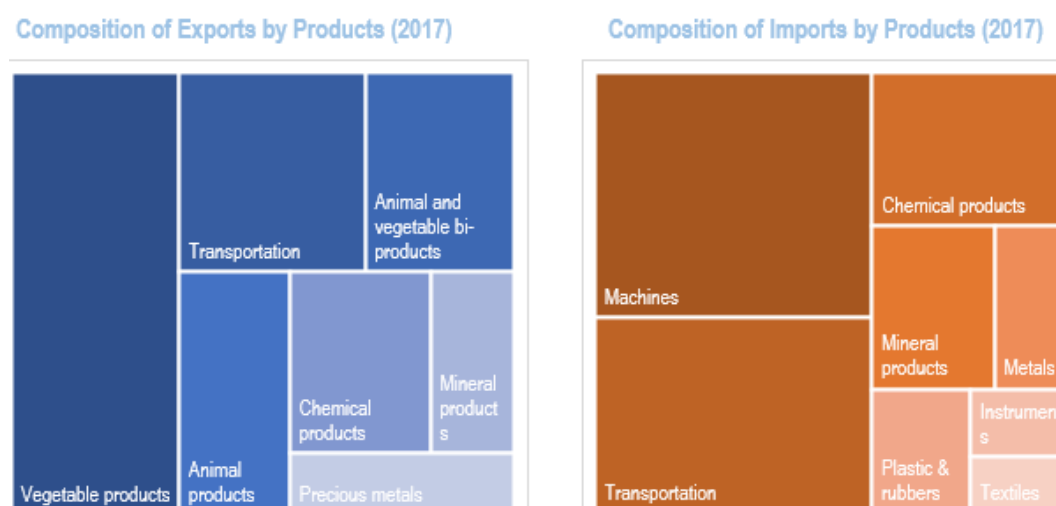 Composition of Exports by Products (2017)
Composition of Imports by Products (2017)
Vegetable products
Transportation
Animal and
vegetable bi-
products
Animal
products
Chemical
products
Mineral
product
s
Precious metals
Machines
Transportation
Chemical products
Mineral
products
Metals
Plastic &
rubbers
Instrumen
s
Textiles